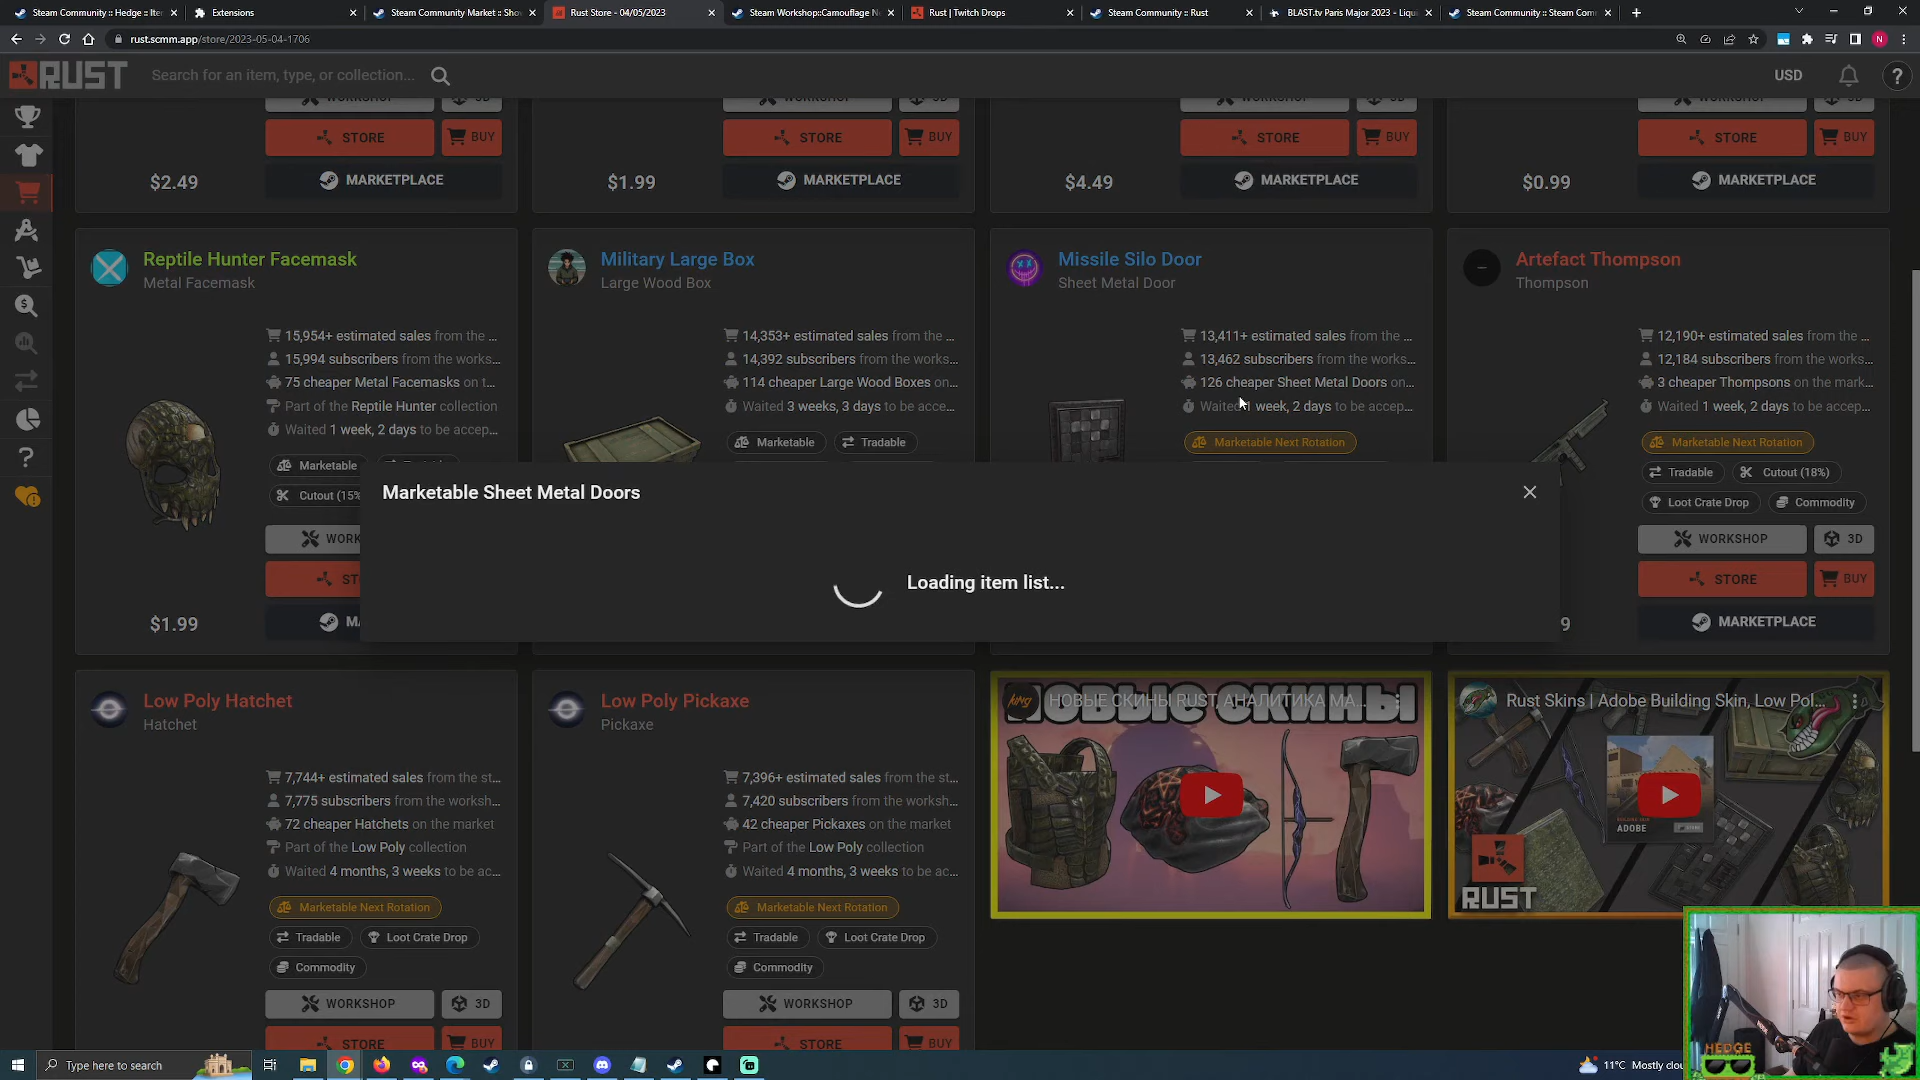 Steam Community :: Hedge :: Iter
Extensions
Steam Community Market :: Sho
Rust Store - 04/05/2023
Steam Workshop::Camouflage N
Rust | Twitch Drops
Steam Community :: Rust
BLAST.tv Paris Major 2023 - Liqu
Steam Community :: Steam Com
rust.scmm.app/store/2023-05-04-1706
N
RUST
Search for an item, type, or collection...
USD
?
STORE
BUY
$2.49
MARKETPLACE
STORE
BUY
$1.99
MARKETPLACE
STORE
BUY
$4.49
MARKETPLACE
STORE
BUY
$0.99
MARKETPLACE
Reptile Hunter Facemask
Metal Facemask
15,954+ estimated sales from the ...
15,994 subscribers from the works...
75 cheaper Metal Facemasks on t...
Part of the Reptile Hunter collection
Waited 1 week, 2 days to be accep...
Marketable
Cutout (15%
WORK
ST
$1.99
MA
Military Large Box
Large Wood Box
14,353+ estimated sales from the ...
14,392 subscribers from the works...
114 cheaper Large Wood Boxes on...
Waited 3 weeks, 3 days to be acce...
Marketable
Tradable
Missile Silo Door
Sheet Metal Door
13,411+ estimated sales from the ...
13,462 subscribers from the works...
126 cheaper Sheet Metal Doors on...
Waited 1 week, 2 days to be accep...
Marketable Next Rotation
Artefact Thompson
Thompson
12,190+ estimated sales from the ...
12,184 subscribers from the works...
3 cheaper Thompsons on the mark...
Waited 1 week, 2 days to be accep...
Marketable Next Rotation
Tradable
Cutout (18%)
Loot Crate Drop
Commodity
WORKSHOP
3D
STORE
BUY
9
MARKETPLACE
Marketable Sheet Metal Doors
Loading item list...
Low Poly Hatchet
Hatchet
7,744+ estimated sales from the st...
7,775 subscribers from the worksh...
72 cheaper Hatchets on the market
Part of the Low Poly collection
Waited 4 months, 3 weeks to be ac...
Marketable Next Rotation
Tradable
Loot Crate Drop
Commodity
WORKSHOP
3D
STORE
BUY
Low Poly Pickaxe
Pickaxe
7,396+ estimated sales from the st...
7,420 subscribers from the worksh...
42 cheaper Pickaxes on the market
Part of the Low Poly collection
Waited 4 months, 3 weeks to be ac...
Marketable Next Rotation
Tradable
Loot Crate Drop
Commodity
WORKSHOP
3D
STORE
BUY
king
НОВЫЕ СКИНЫ RUST, АНАЛИТИКА МА...
НОВЫЕ СКИНЫ
Rust Skins | Adobe Building Skin, Low Pol...
ADOBE
RUST
HEDGE
Type here to search
11°C Mostly clou